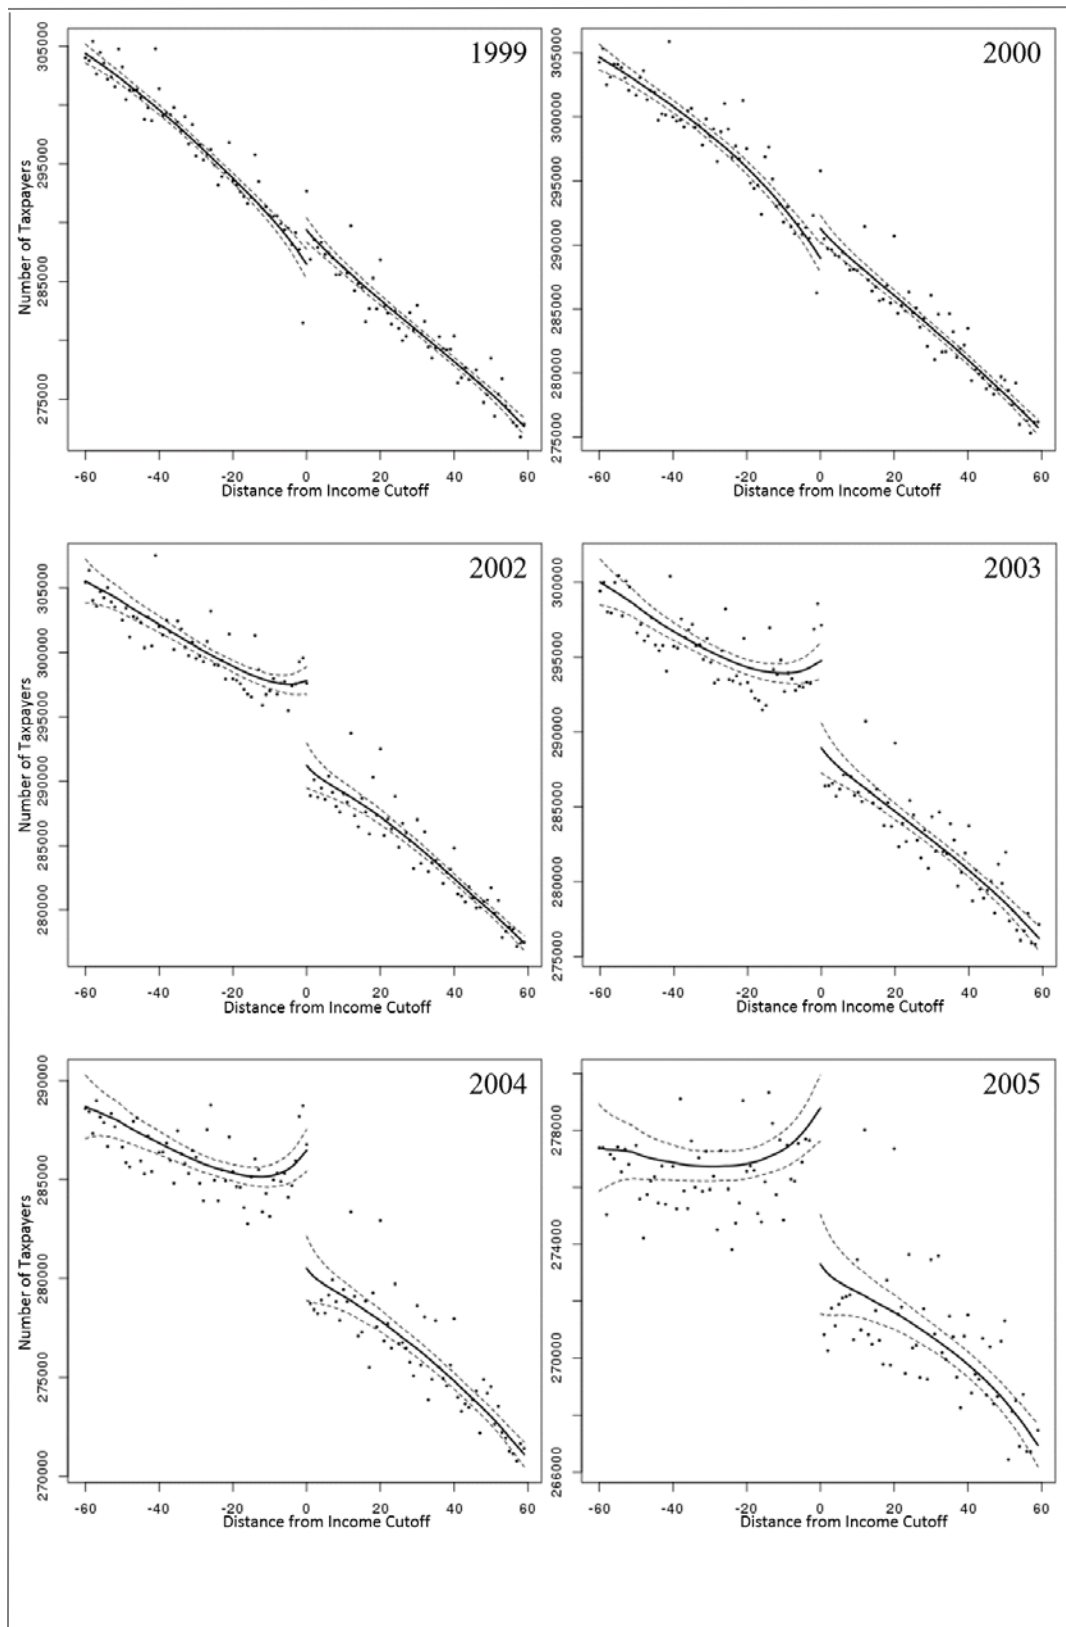 1999
Number of Taxpayers
305000
295000
285000
275000
-60 -40 -20 0 20 40 60
Distance from Income Cutoff
2000
305000
300000
295000
290000
285000
280000
275000
-60 -40 -20 0 20 40 60
Distance from Income Cutoff
2002
Number of Taxpayers
305000
300000
295000
290000
285000
280000
-60 -40 -20 0 20 40 60
Distance from Income Cutoff
2003
300000
295000
290000
285000
280000
275000
-60 -40 -20 0 20 40 60
Distance from Income Cutoff
2004
Number of Taxpayers
290000
285000
280000
275000
270000
-60 -40 -20 0 20 40 60
Distance from Income Cutoff
2005
278000
274000
270000
266000
-60 -40 -20 0 20 40 60
Distance from Income Cutoff